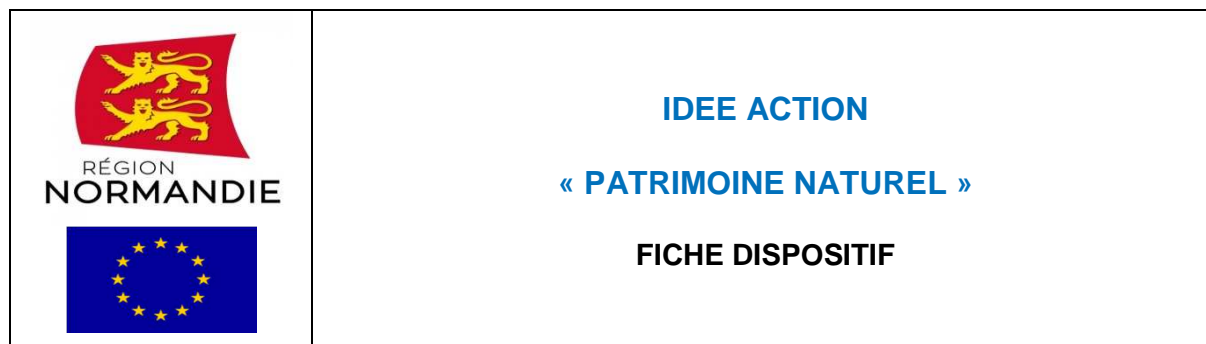 RÉGION
NORMANDIE
IDEE ACTION
« PATRIMOINE NATUREL »
FICHE DISPOSITIF